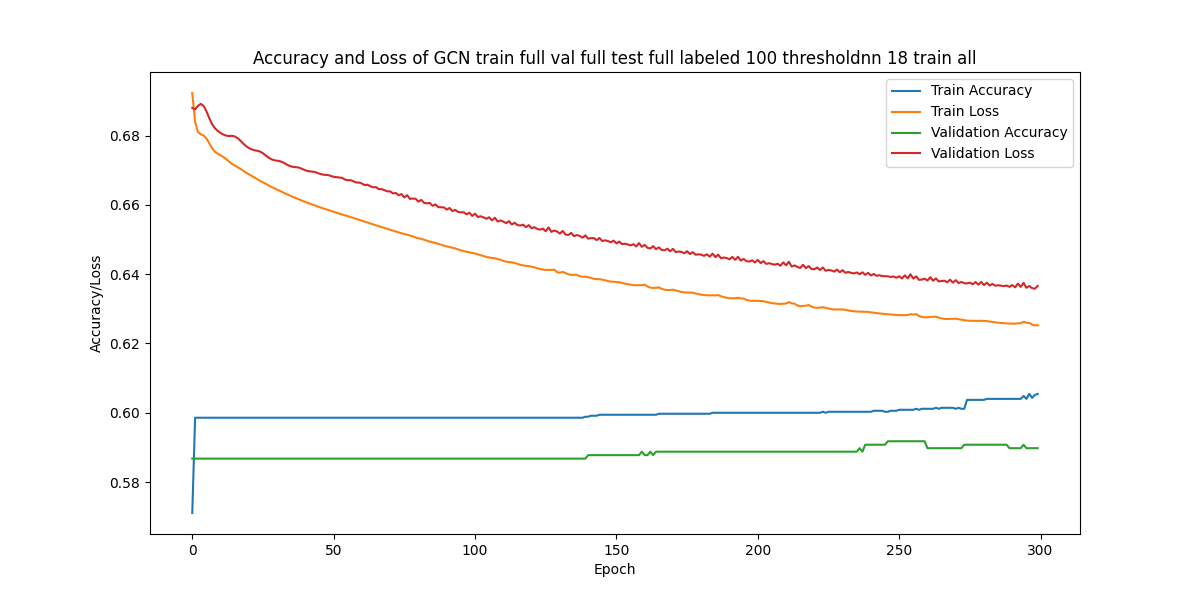 Accuracy and Loss of GCN train full val full test full labeled 100 thresholdnn 18 train all
Train Accuracy
Train Loss
Validation Accuracy
Validation Loss
Accuracy/Loss
0.68
0.66
0.64
0.62
0.60
0.58
0
50
100
150
200
250
300
Epoch